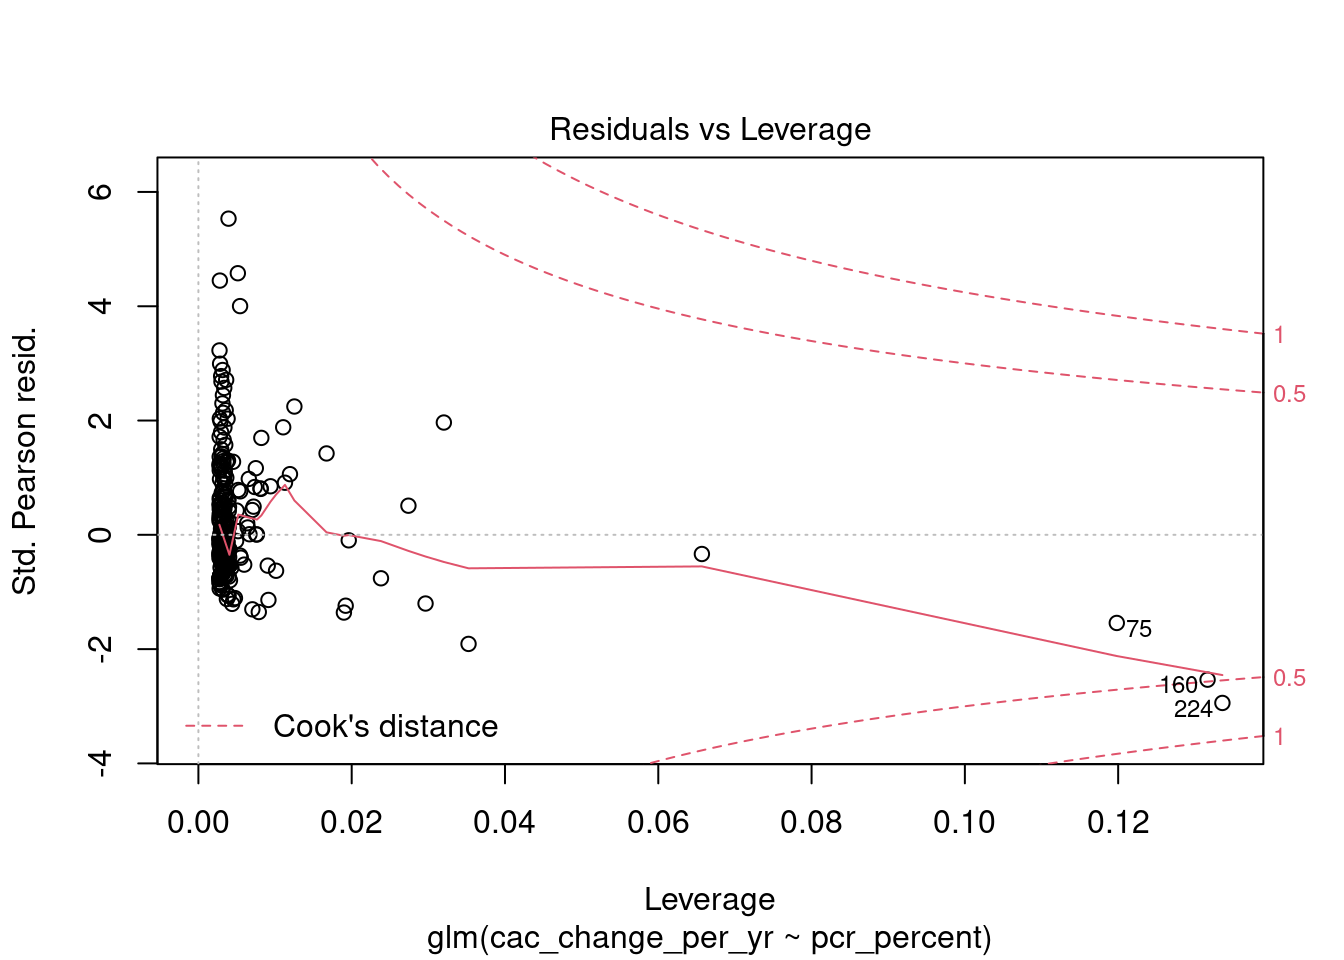 Residuals vs Leverage
Std. Pearson resid.
6
4
2
0
-2
-4
1
0.5
0.5
1
75
160
224
Cook's distance
0.00 0.02 0.04 0.06 0.08 0.10 0.12
Leverage
glm(cac_change_per_yr ~ pcr_percent)